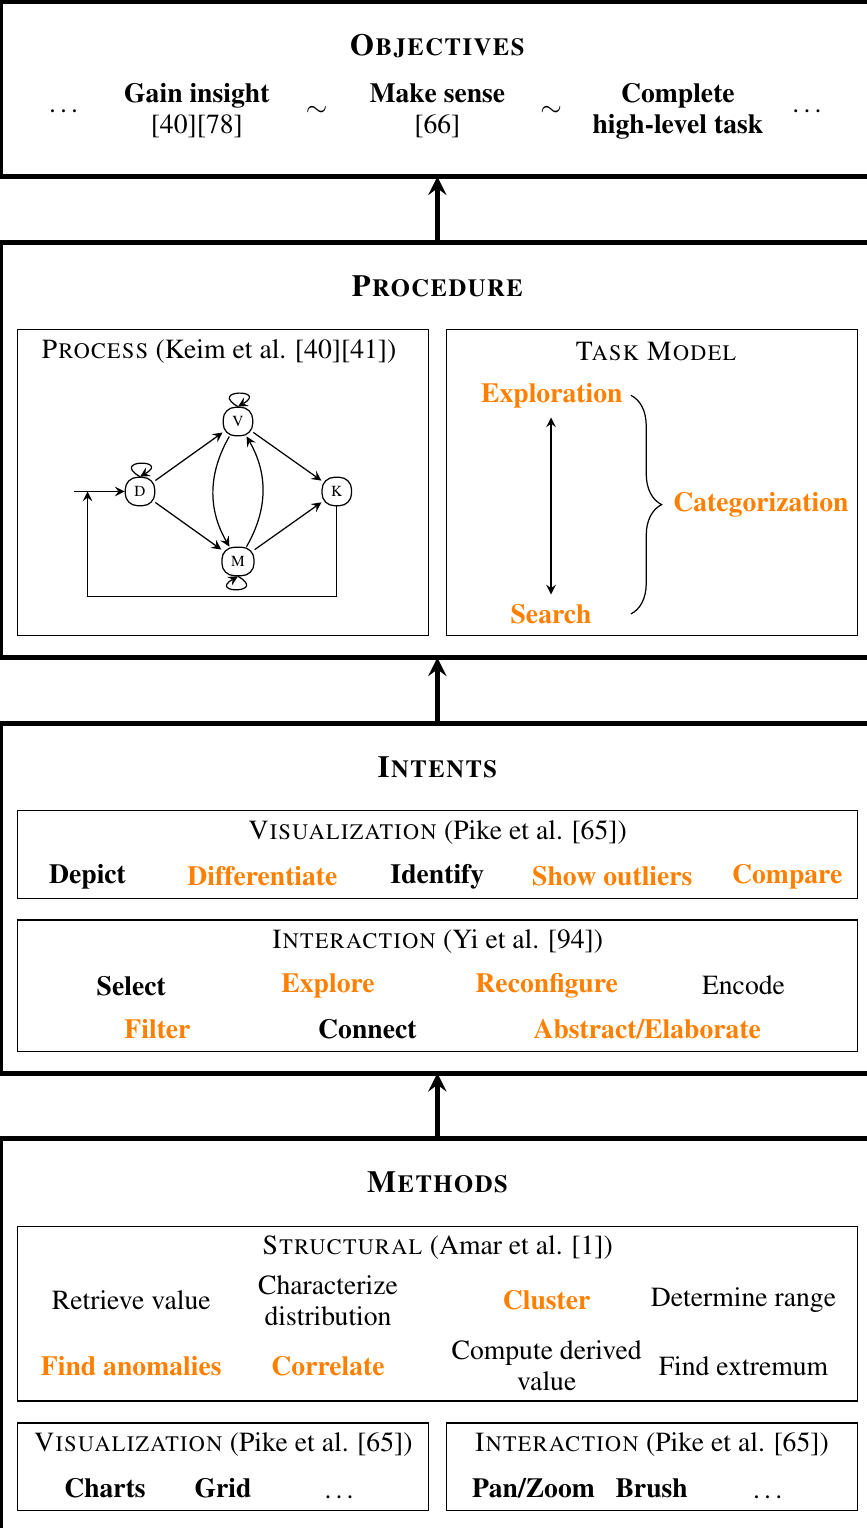 OBJECTIVES
... Gain insight ~ Make sense ~ Complete ...
[40][78] [66] high-level task
PROCEDURE
PROCESS (Keim et al. [40][41])
V
D
K
M
TASK MODEL
Exploration
Categorization
Search
INTENTS
VISUALIZATION (Pike et al. [65])
Depict Differentiate Identify Show outliers Compare
INTERACTION (Yi et al. [94])
Select Explore Reconfigure Encode
Filter Connect Abstract/Elaborate
METHODS
STRUCTURAL (Amar et al. [1])
Retrieve value Characterize distribution Cluster Determine range
Find anomalies Correlate Compute derived value Find extremum
VISUALIZATION (Pike et al. [65])
Charts Grid ...
INTERACTION (Pike et al. [65])
Pan/Zoom Brush ...